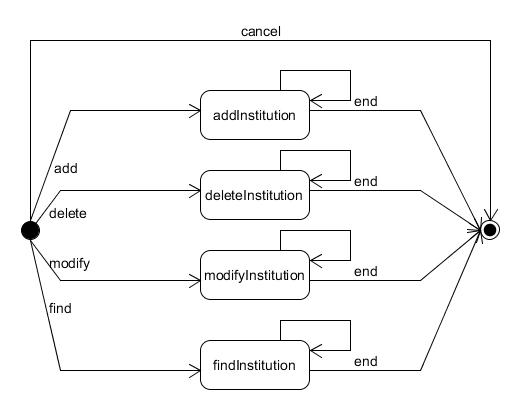 cancel
addInstitution
end
add
deleteInstitution
end
delete
modifyInstitution
end
modify
find
findInstitution
end